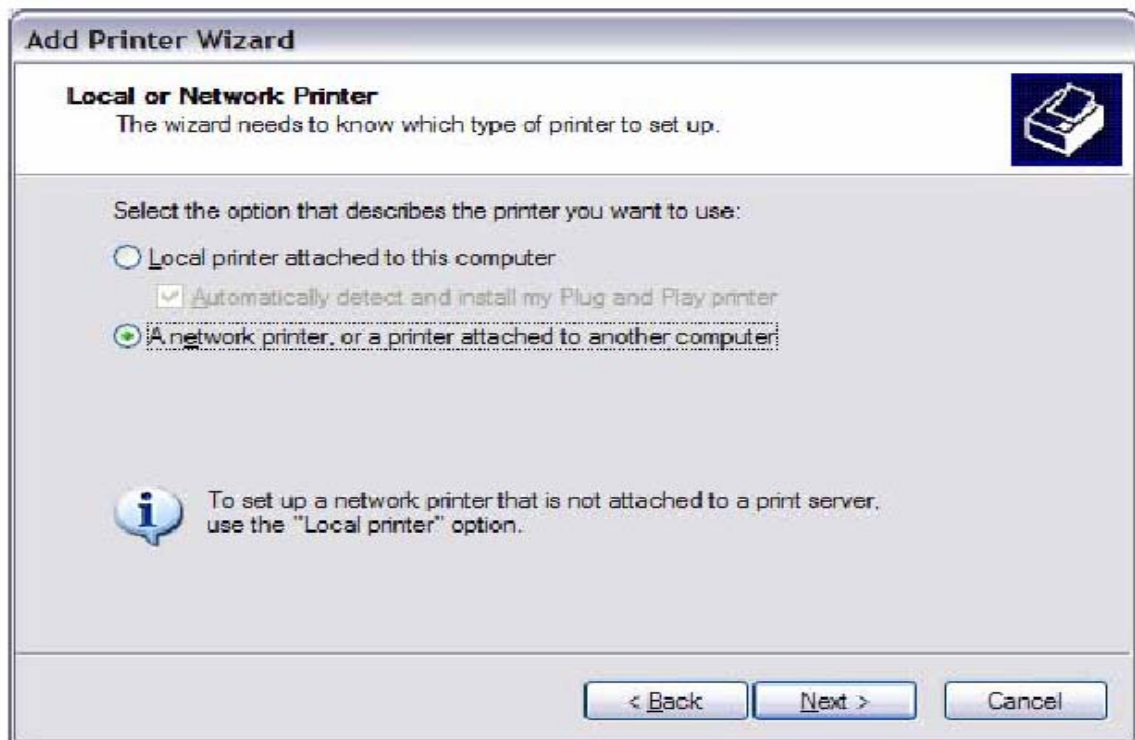 Add Printer Wizard
Local or Network Printer
The wizard needs to know which type of printer to set up.
Select the option that describes the printer you want to use:
Local printer attached to this computer
Automatically detect and install my Plug and Play printer
A network printer, or a printer attached to another computer
To set up a network printer that is not attached to a print server,
use the "Local printer" option.
< Back
Next >
Cancel